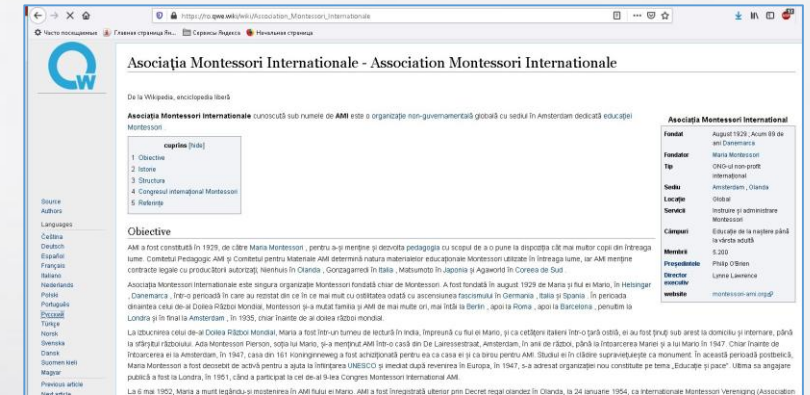 https://ro.qwe.wiki/wiki/Association_Montessori_Internationale
Часто посещаемые
Главная страница Ян...
Сервисы Яндекса
Начальная страница
QW
Asociația Montessori Internationale - Association Montessori Internationale
De la Wikipedia, enciclopedia liberă
Asociația Montessori Internationale cunoscută sub numele de AMI este o organizație non-guvernamentală globală cu sediul în Amsterdam dedicată educației
Montessori .
cuprins [hide]
1 Obiective
2 Istorie
3 Structure
4 Congresul internațional Montessori
5 Referințe
Asociația Montessori International
Fondat August 1929 ; Acum 89 de
ani Danemarca
Fondator Maria Montessori
Tip ONG-ul non-profit
internațional
Sediu Amsterdam , Olanda
Locație Global
Servicii Instruire și administrare
Montessori
Câmpuri Educație de la naștere până
la vârsta adultă
Membrii 5.200
Președintele Philip O'Brien
Director
executiv Lynne Lawrence
website montessori-ami.org
Source
Authors
Languages
Čeština
Deutsch
Español
Français
Italiano
Nederlands
Polski
Português
Русский
Türkçe
Norsk
Svenska
Dansk
Suomen kieli
Magyar
Previous article
Next article
Obiective
AMI a fost constituită în 1929, de către Maria Montessori , pentru a-și menține și dezvolta pedagogia cu scopul de a o pune la dispoziția cât mai multor copii din întreaga
lume. Comitetul Pedagogic AMI și Comitetul pentru Materiale AMI determină natura materialelor educaționale Montessori utilizate în întreaga lume, iar AMI menține
contracte legale cu producătorii autorizați, Nienhuis în Olanda , Gonzagarredi în Italia , Matsumoto în Japonia și Agaworld în Coreea de Sud .
Asociația Montessori Internationale este singura organizație Montessori fondată chiar de Montessori. A fost fondată în august 1929 de Maria și fiul ei Mario, în Helsingør
, Danemarca , într-o perioadă în care au rezistat din ce în ce mai mult cu ostilitatea odată cu ascensiunea fascismului în Germania , Italia și Spania . În perioada
dinaintea celui de-al Doilea Război Mondial, Montessori și-a mutat familia și AMI de mai multe ori, mai întâi la Berlin , apoi la Roma , apoi la Barcelona , penultim la
Londra și în final la Amsterdam , în 1935, chiar înainte de al doilea război mondial.
La izbucnirea celui de-al Doilea Război Mondial, Maria a fost într-un turneu de lectură în India, împreună cu fiul ei Mario, și ca cetățeni italieni într-o țară ostilă, ei au fost ținuți sub arest la domiciliu și internare, până
la sfârșitul războiului. Ada Montessori Pierson, soția lui Mario, și-a menținut AMI într-o casă din De Lairessestraat, Amsterdam, în anii de război, până la întoarcerea Mariei și a lui Mario în 1947. Chiar înainte de
întoarcerea ei la Amsterdam, în 1947, casa din 161 Koninginneweg a fost achiziționată pentru ea ca casa ei și ca birou pentru AMI. Studiul ei în clădire supraviețuiește ca monument. În această perioadă postbelică,
Maria Montessori a fost deosebit de activă pentru a ajuta la înființarea UNESCO și imediat după revenirea în Europa, în 1947, s-a adresat organizației nou constituite pe tema „Educație și pace". Ultima sa angajare
publică a fost la Londra, în 1951, când a participat la cel de-al 9-lea Congres Montessori International AMI.
La 6 mai 1952, Maria a murit legându-și moștenirea în AMI fiului ei Mario. AMI a fost înregistrată ulterior prin Decret regal olandez în Olanda, la 24 ianuarie 1954, ca Internationale Montessori Vereniging (Association